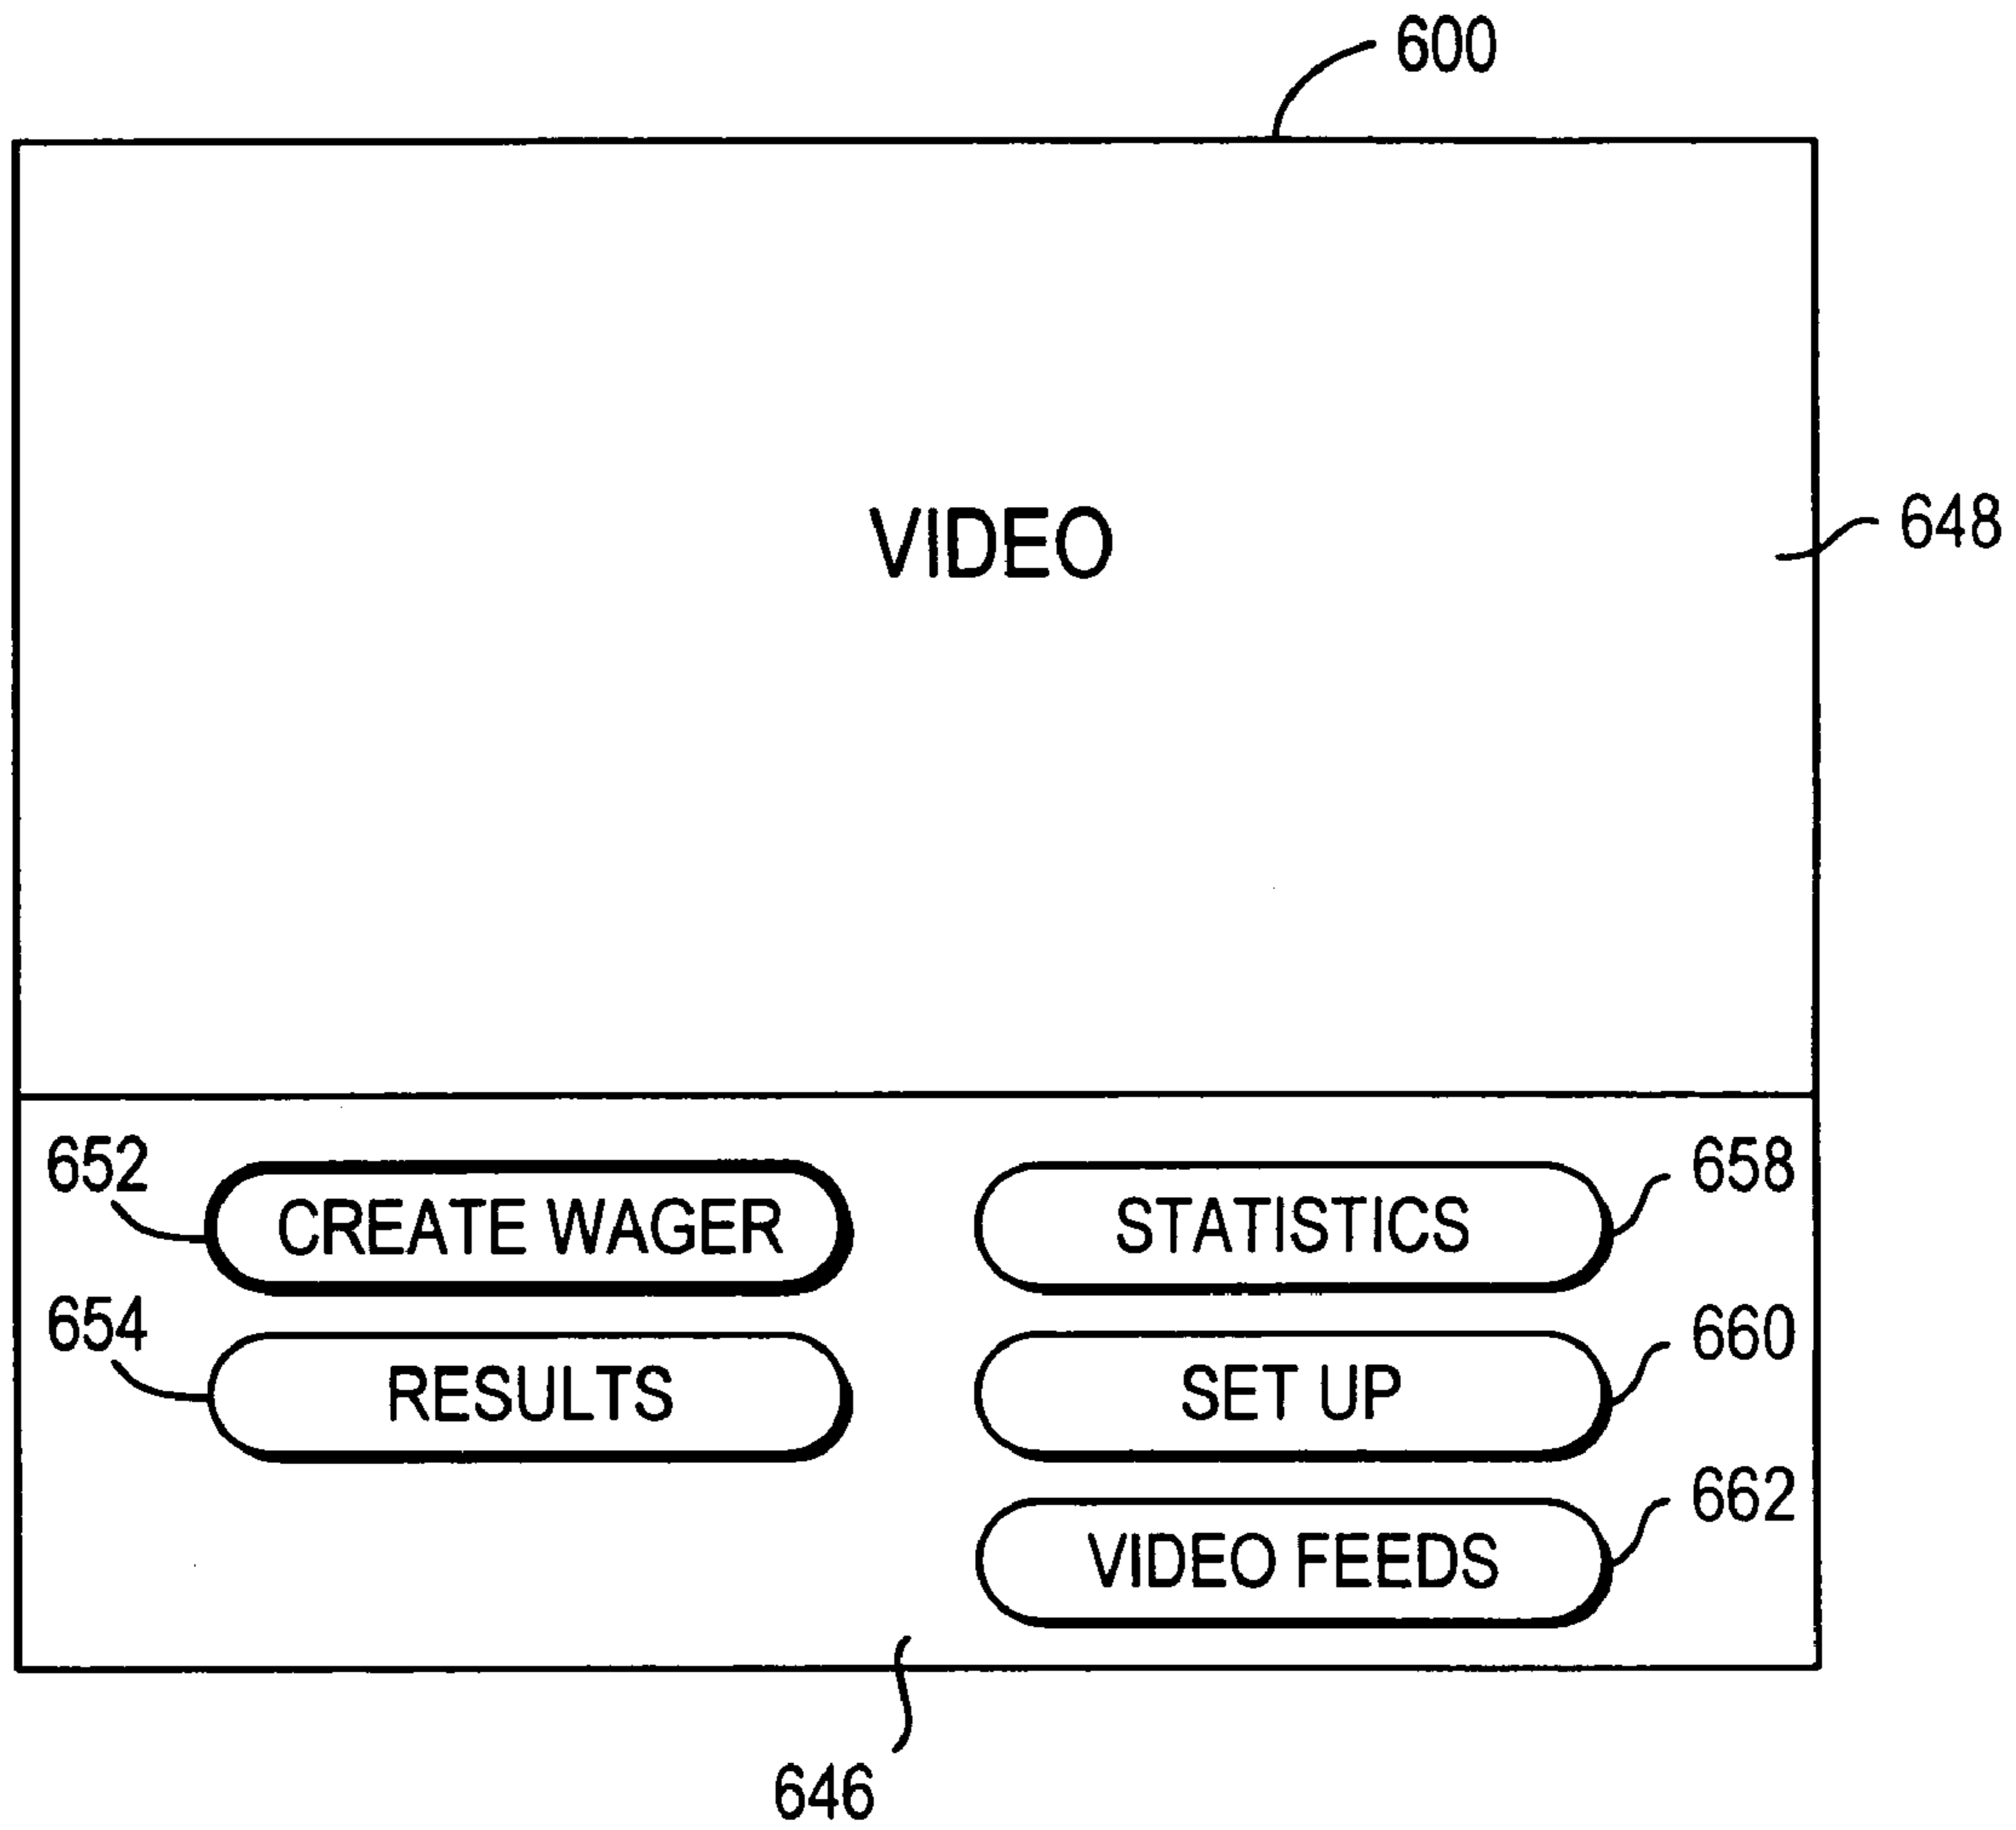 600
VIDEO
648
652
CREATE WAGER
STATISTICS
658
654
RESULTS
SET UP
660
VIDEO FEEDS
662
646